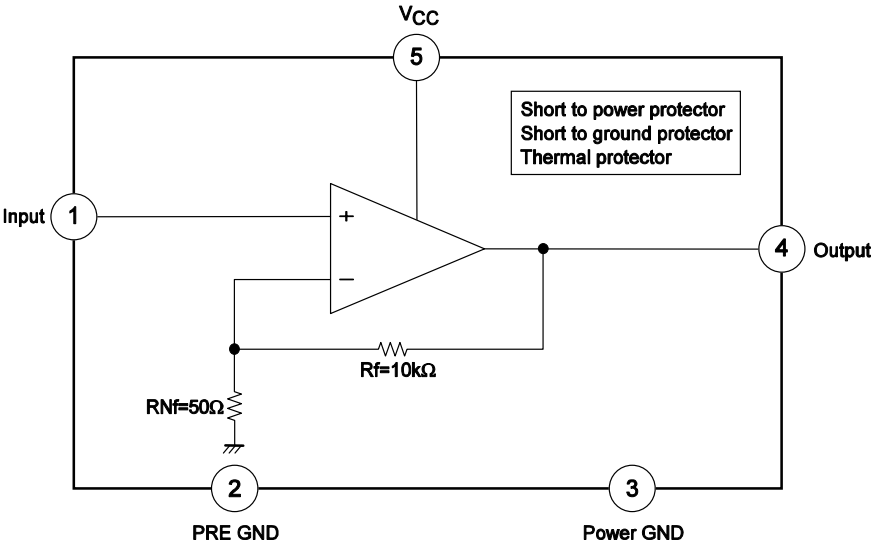 VCC
5
Short to power protector
Short to ground protector
Thermal protector
Input
1
+
4
Output
−
Rf=10kΩ
RNf=50Ω
2
3
PRE GND
Power GND